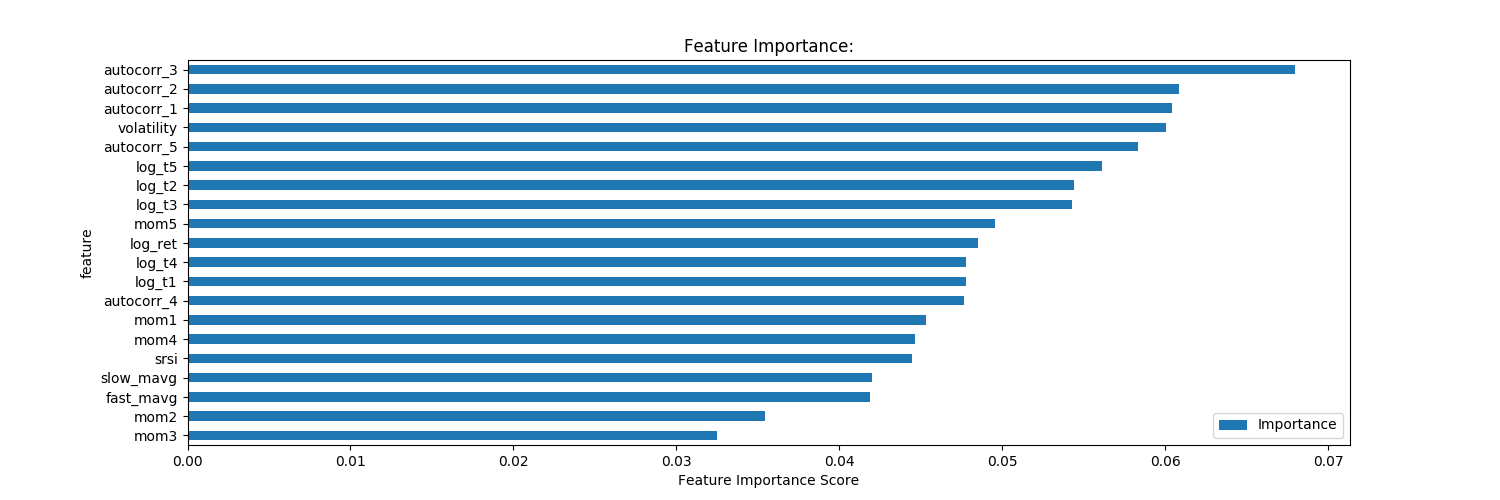 Feature Importance:
autocorr_3
autocorr_2
autocorr_1
volatility
autocorr_5
log_t5
log_t2
log_t3
mom5
log_ret
log_t4
log_t1
autocorr_4
mom1
mom4
srsi
slow_mavg
fast_mavg
mom2
mom3
feature
Importance
0.00 0.01 0.02 0.03 0.04 0.05 0.06 0.07
Feature Importance Score